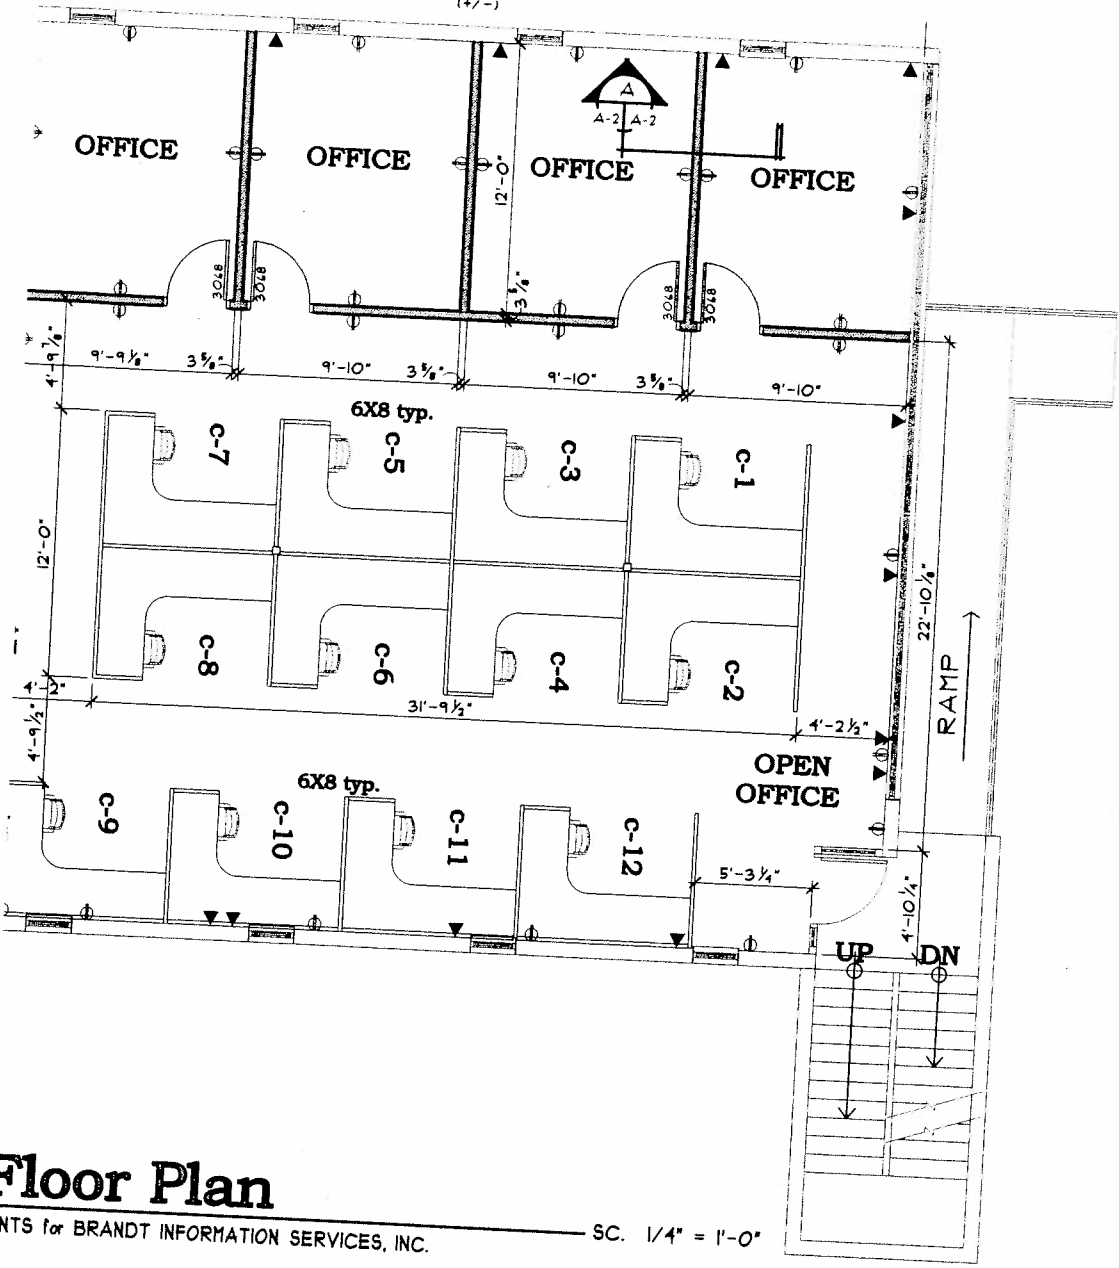 (+/-)
OFFICE
OFFICE
OFFICE
OFFICE
A
A-2 A-2
12'-0"
3 5/8"
3068
3068
3068
3068
4'-9 7/8"
9'-9 1/8"
3 5/8"
9'-10"
3 5/8"
9'-10"
3 5/8"
9'-10"
6X8 typ.
c-7
c-5
c-3
c-1
12'-0"
22'-10 1/8"
RAMP
c-8
c-6
c-4
c-2
4'-2"
31'-9 1/2"
4'-2 1/2"
4'-9 1/2"
OPEN
OFFICE
6X8 typ.
c-9
c-10
c-11
c-12
5'-3 1/4"
4'-10 1/4"
UP
DN
Floor Plan
NTS for BRANDT INFORMATION SERVICES, INC.
SC. 1/4" = 1'-0"